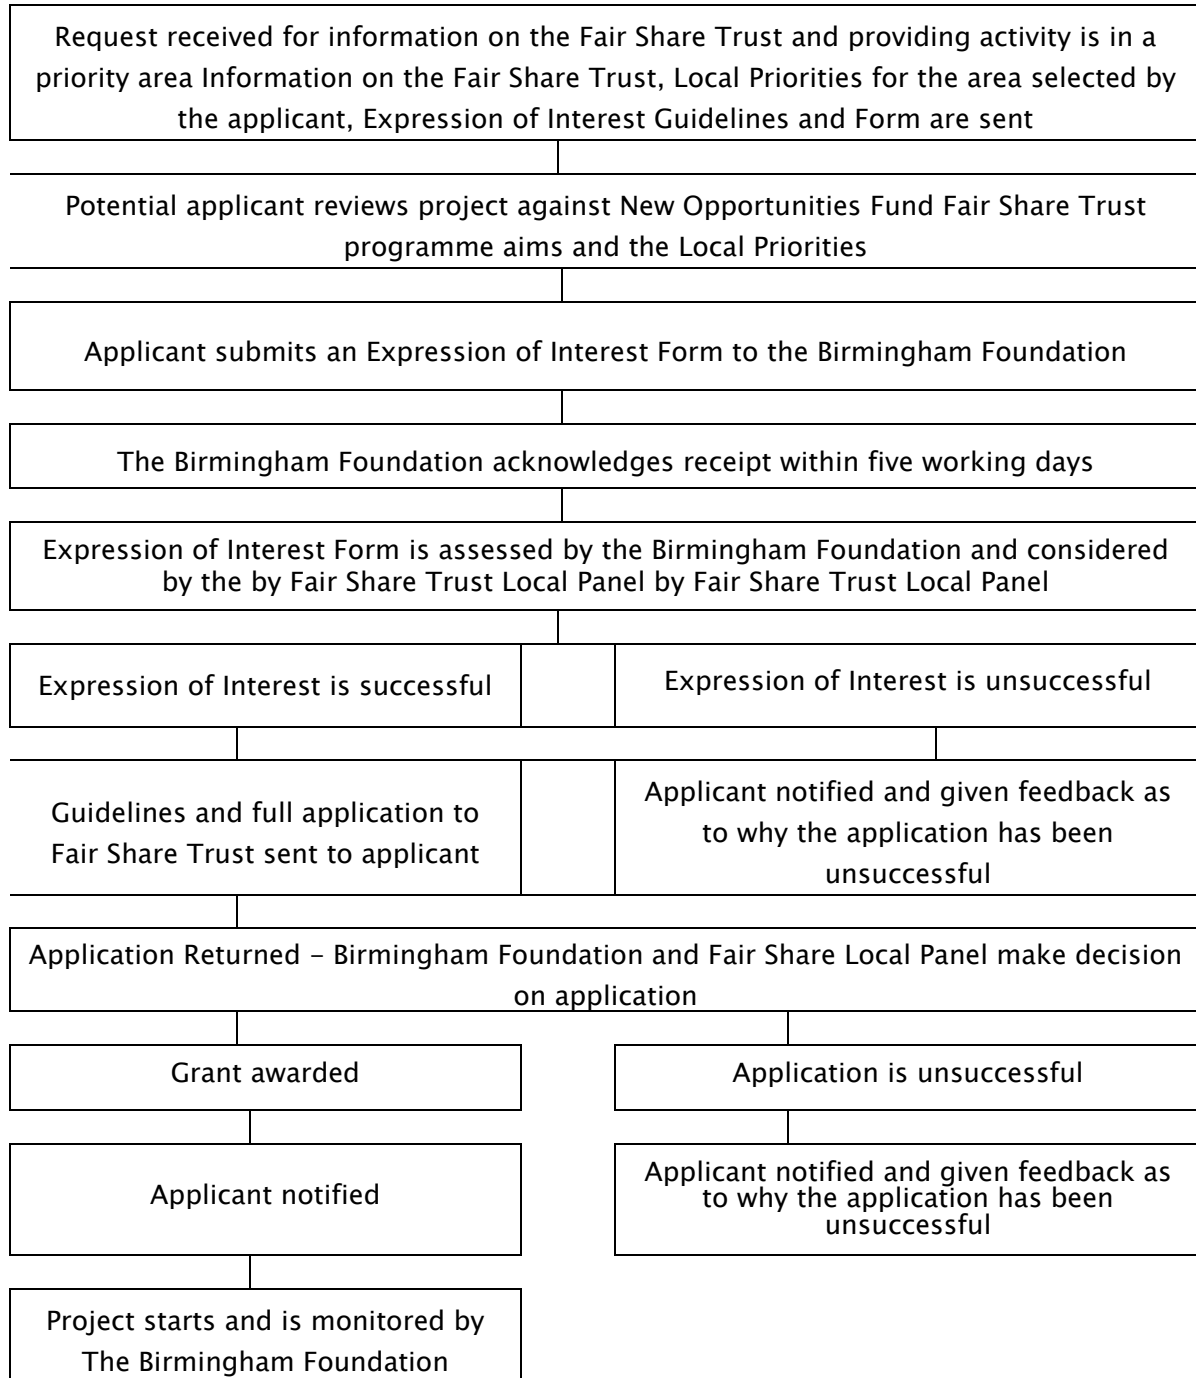 Request received for information on the Fair Share Trust and providing activity is in a
priority area Information on the Fair Share Trust, Local Priorities for the area selected by
the applicant, Expression of Interest Guidelines and Form are sent
Potential applicant reviews project against New Opportunities Fund Fair Share Trust
programme aims and the Local Priorities
Applicant submits an Expression of Interest Form to the Birmingham Foundation
The Birmingham Foundation acknowledges receipt within five working days
Expression of Interest Form is assessed by the Birmingham Foundation and considered
by the by Fair Share Trust Local Panel by Fair Share Trust Local Panel
Expression of Interest is successful
Expression of Interest is unsuccessful
Guidelines and full application to
Fair Share Trust sent to applicant
Applicant notified and given feedback as
to why the application has been
unsuccessful
Application Returned – Birmingham Foundation and Fair Share Local Panel make decision
on application
Grant awarded
Application is unsuccessful
Applicant notified
Applicant notified and given feedback as
to why the application has been
unsuccessful
Project starts and is monitored by
The Birmingham Foundation